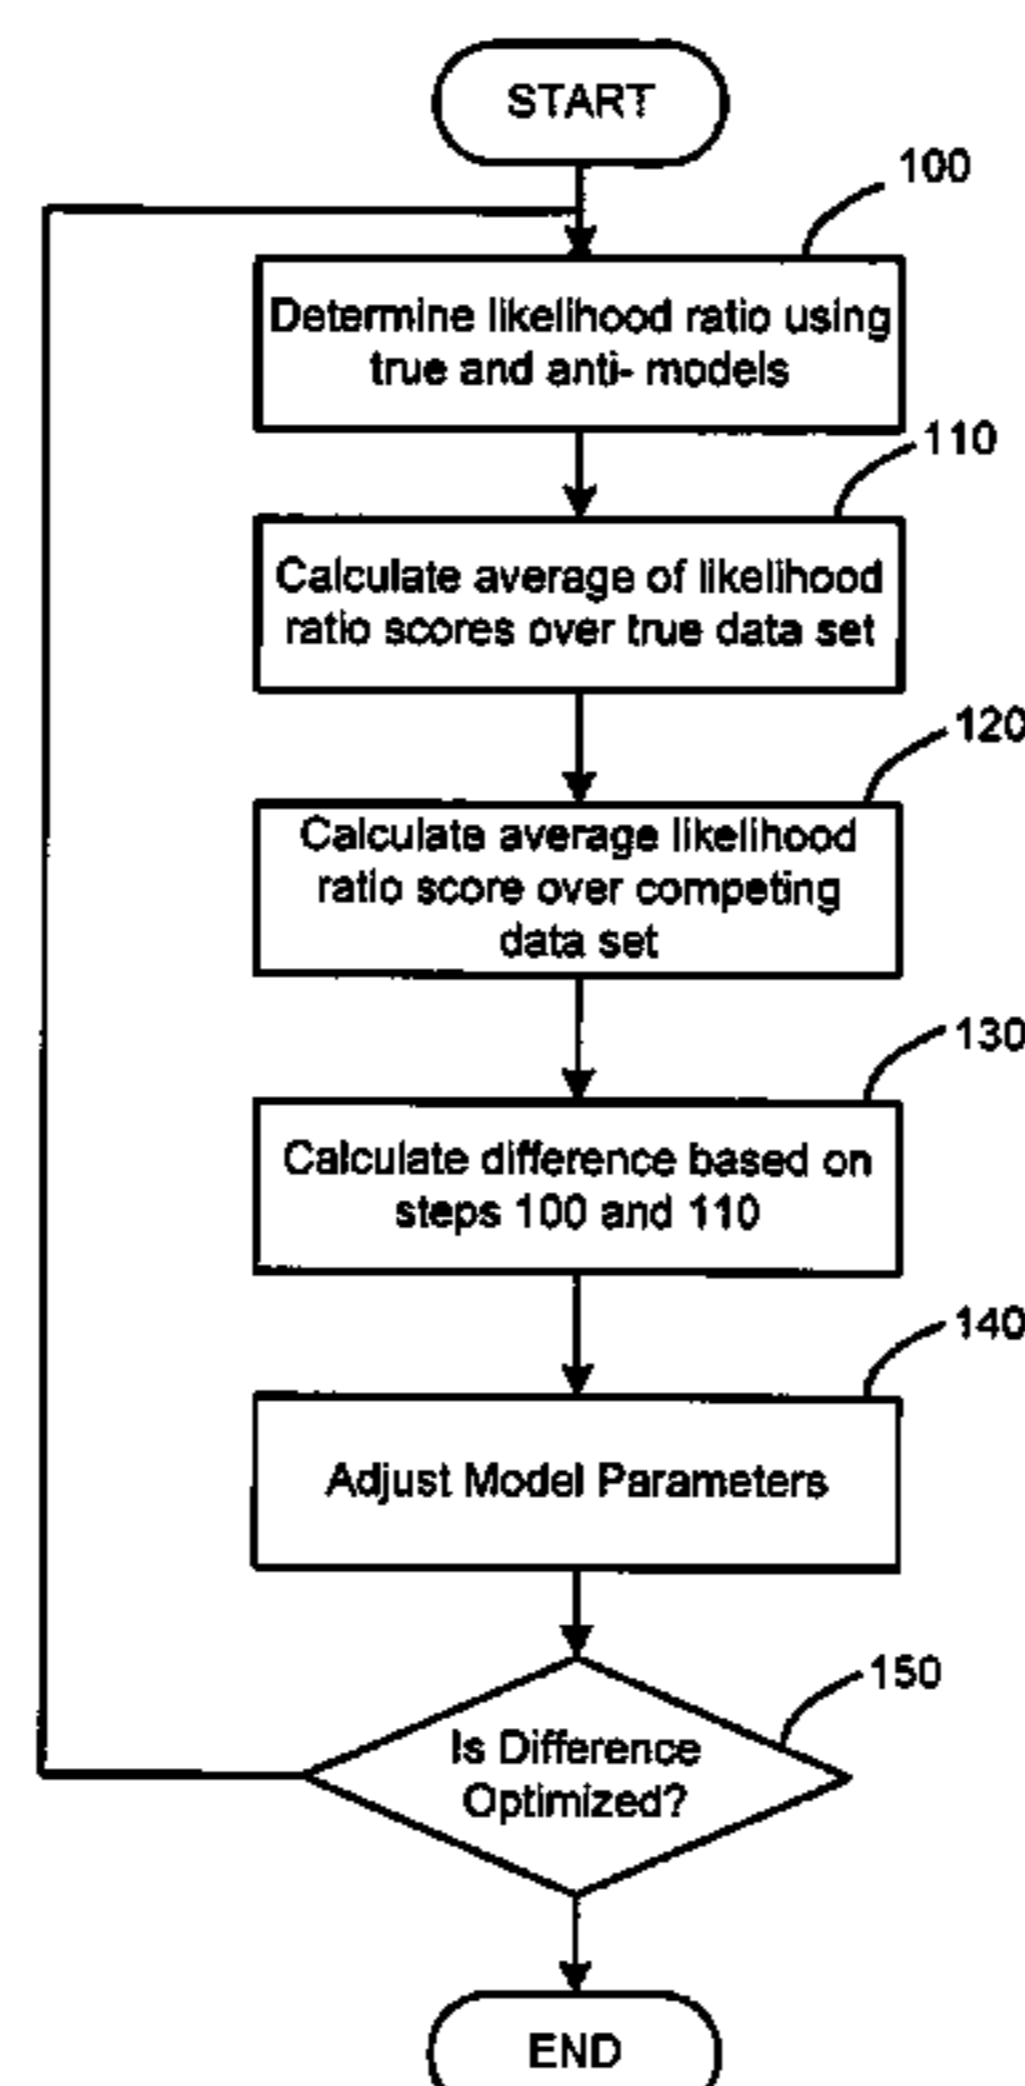 START
100
Determine likelihood ratio using
true and anti- models
110
Calculate average of likelihood
ratio scores over true data set
120
Calculate average likelihood
ratio score over competing
data set
130
Calculate difference based on
steps 100 and 110
140
Adjust Model Parameters
150
Is Difference
Optimized?
END